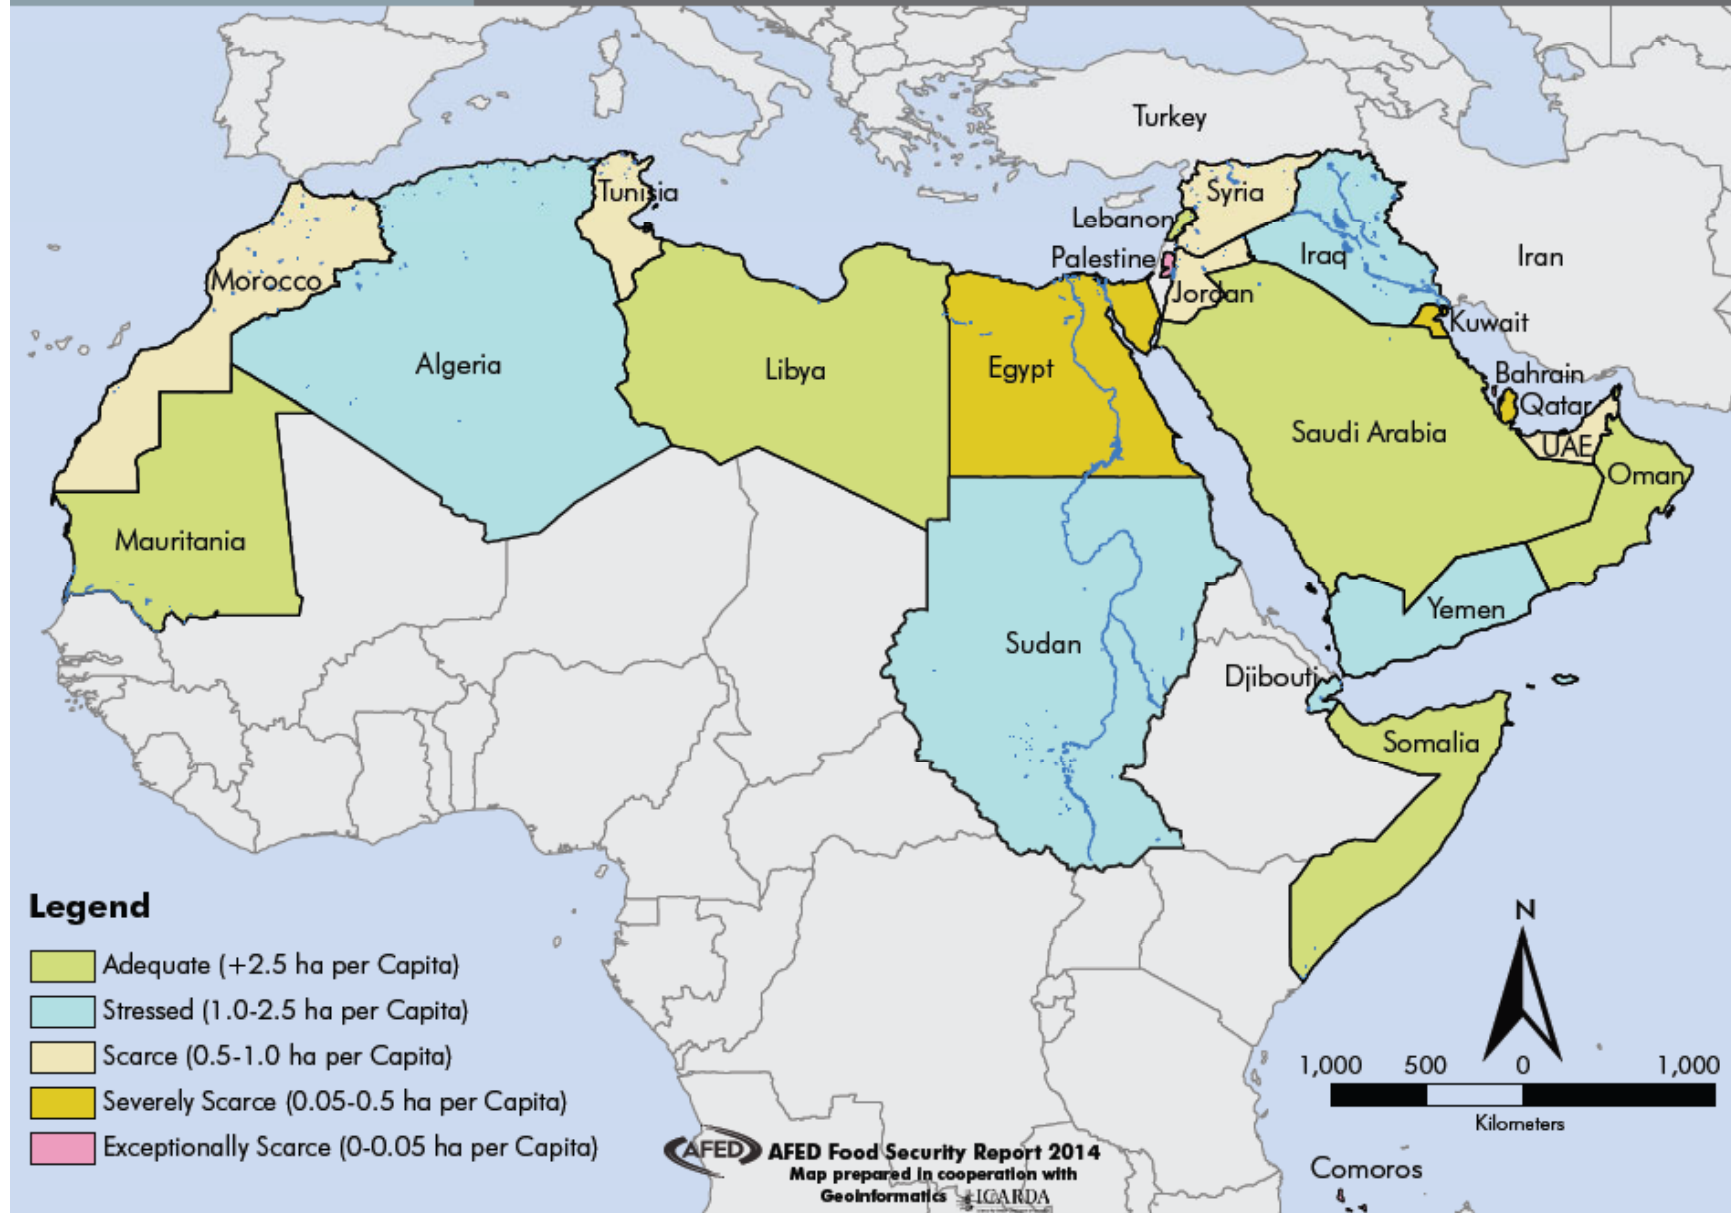 Turkey
Tunisia
Syria
Lebanon
Palestine
Iraq
Iran
Morocco
Jordan
Kuwait
Algeria
Libya
Egypt
Bahrain
Qatar
Saudi Arabia
UAE
Oman
Mauritania
Yemen
Sudan
Djibouti
Somalia
Legend
Adequate (+2.5 ha per Capita)
Stressed (1.0-2.5 ha per Capita)
Scarce (0.5-1.0 ha per Capita)
Severely Scarce (0.05-0.5 ha per Capita)
Exceptionally Scarce (0-0.05 ha per Capita)
N
1,000 500 0 1,000
Kilometers
AFED
AFED Food Security Report 2014
Map prepared in cooperation with
Geoinformatics ICARDA
Comoros